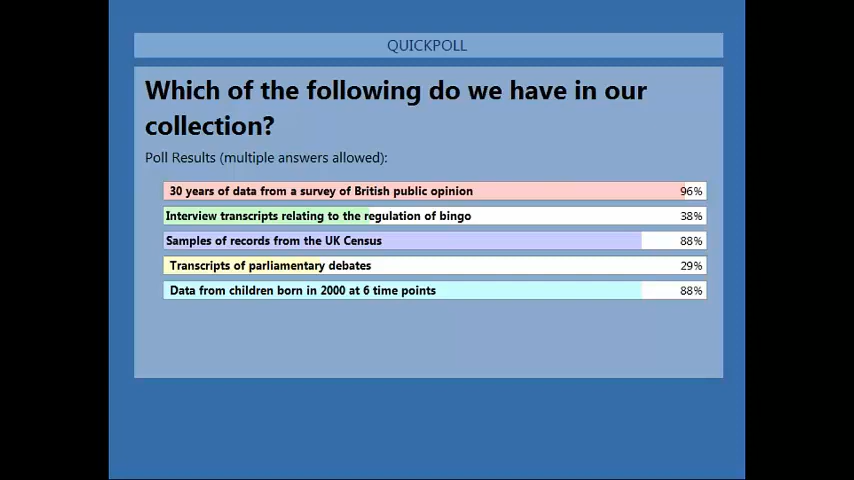 QUICKPOLL
Which of the following do we have in our
collection?
Poll Results (multiple answers allowed):
30 years of data from a survey of British public opinion 96%
Interview transcripts relating to the regulation of bingo 38%
Samples of records from the UK Census 88%
Transcripts of parliamentary debates 29%
Data from children born in 2000 at 6 time points 88%